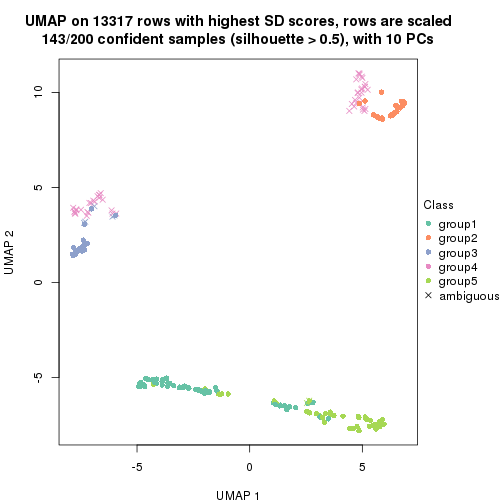 UMAP on 13317 rows with highest SD scores, rows are scaled
143/200 confident samples (silhouette > 0.5), with 10 PCs
10
5
0
-5
UMAP 2
-5
0
5
UMAP 1
Class
group1
group2
group3
group4
group5
ambiguous